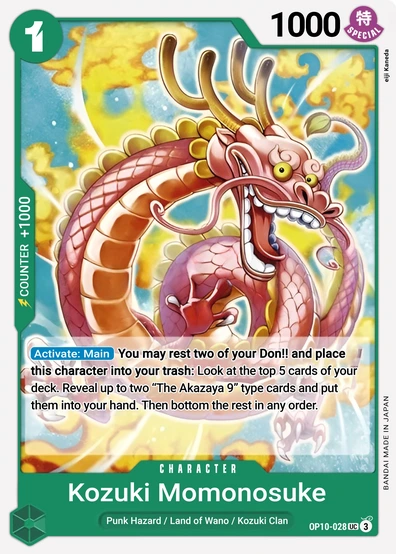 1
1000
特
SPECIAL
eiji Kaneda
COUNTER +1000
Activate: Main You may rest two of your Don!! and place
this character into your trash: Look at the top 5 cards of your
deck. Reveal up to two “The Akazaya 9” type cards and put
them into your hand. Then bottom the rest in any order.
BANDAI MADE IN JAPAN
CHARACTER
Kozuki Momonosuke
Punk Hazard / Land of Wano / Kozuki Clan
OP10-028 UC 3